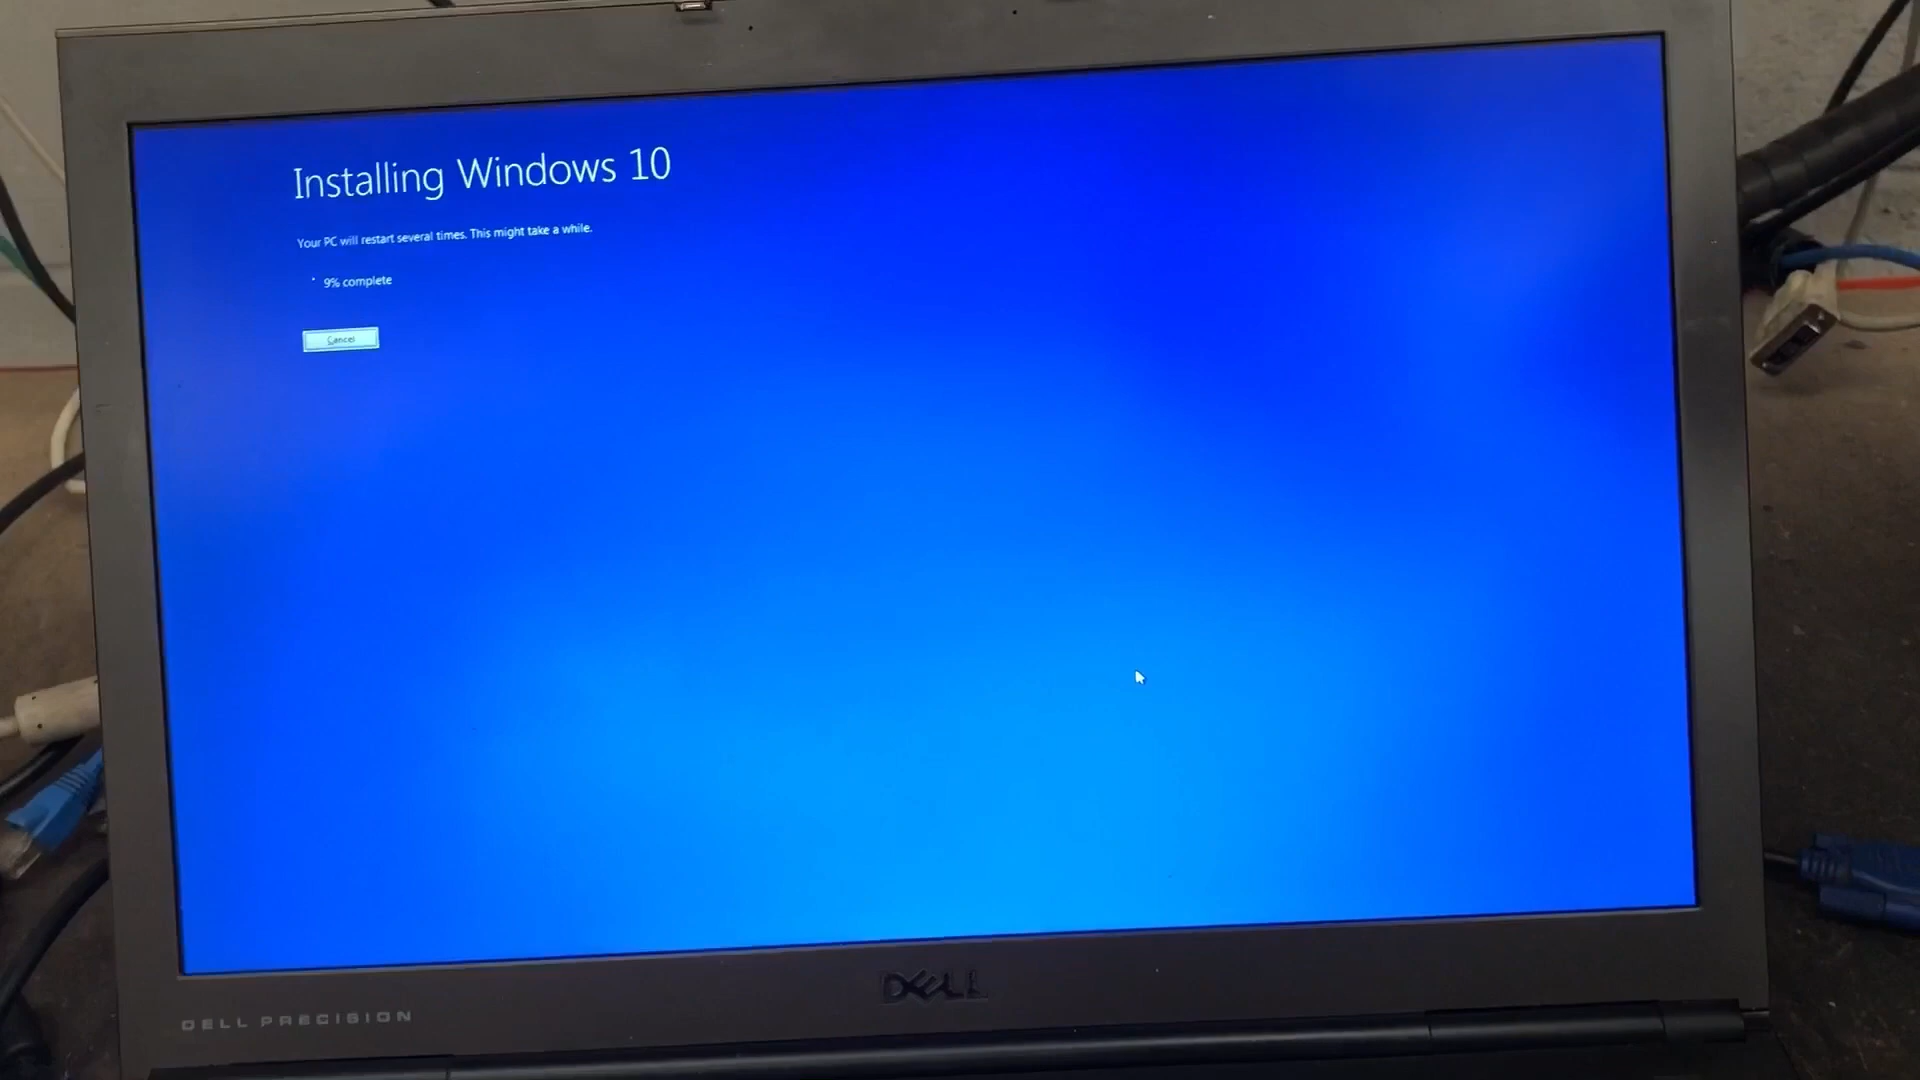 Installing Windows 10
Your PC will restart several times. This might take a while.
9% complete
Cancel
DELL
DELL PRECISION